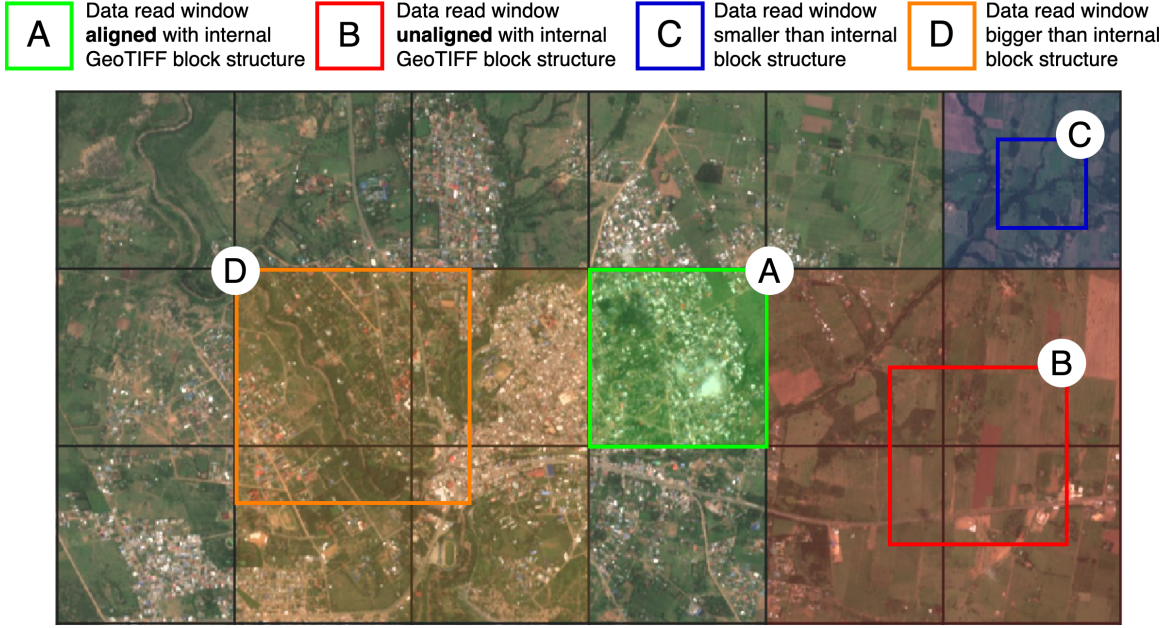 A
Data read window
aligned with internal
GeoTIFF block structure
B
Data read window
unaligned with internal
GeoTIFF block structure
C
Data read window
smaller than internal
block structure
D
Data read window
bigger than internal
block structure
C
D
A
B